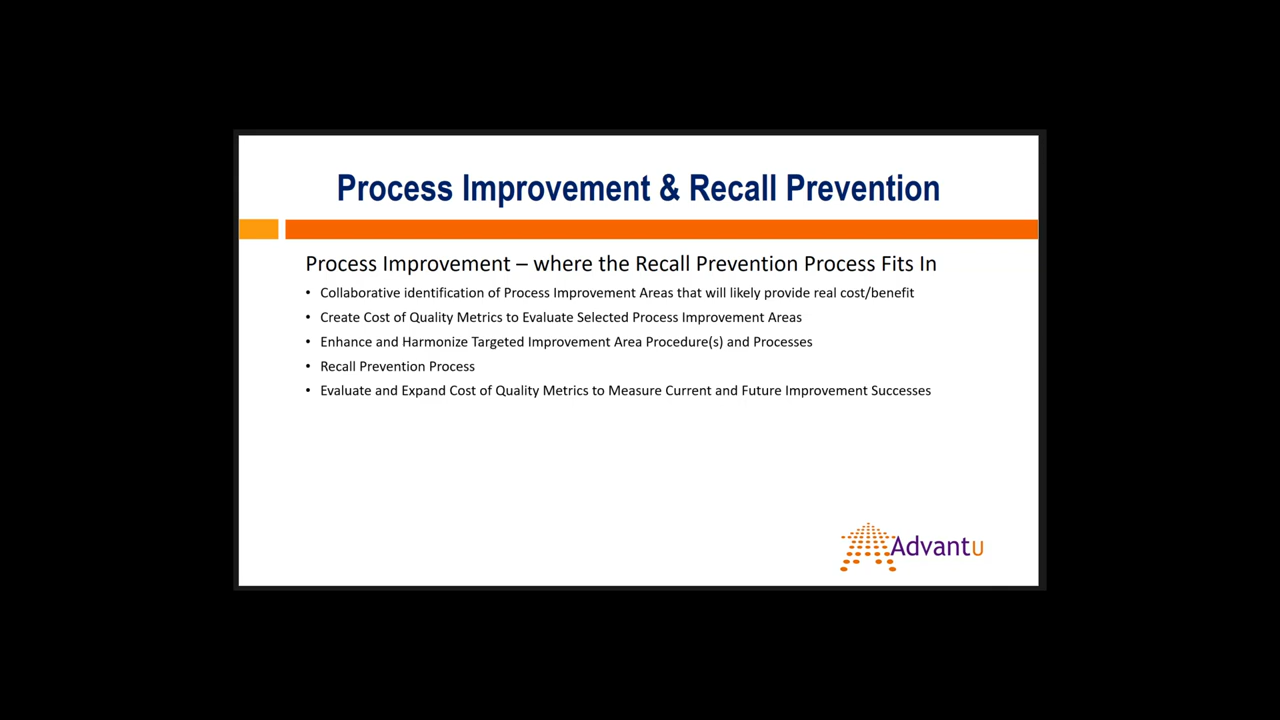 Process Improvement & Recall Prevention
Process Improvement – where the Recall Prevention Process Fits In
• Collaborative identification of Process Improvement Areas that will likely provide real cost/benefit
• Create Cost of Quality Metrics to Evaluate Selected Process Improvement Areas
• Enhance and Harmonize Targeted Improvement Area Procedure(s) and Processes
• Recall Prevention Process
• Evaluate and Expand Cost of Quality Metrics to Measure Current and Future Improvement Successes
Advantu